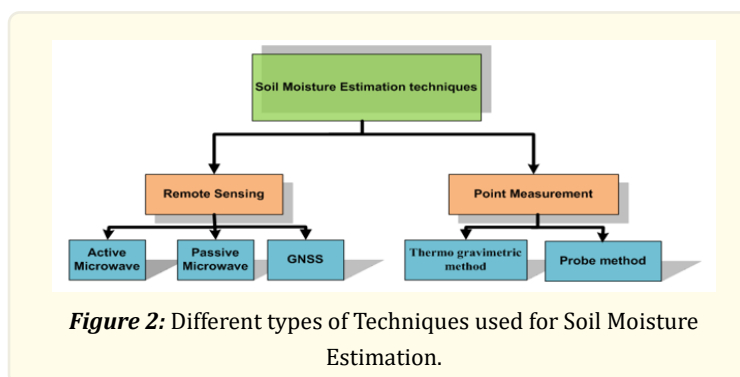 Soil Moisture Estimation techniques
Remote Sensing
Point Measurement
Active
Microwave
Passive
Microwave
GNSS
Thermo gravimetric
method
Probe method
Figure 2: Different types of Techniques used for Soil Moisture
Estimation.